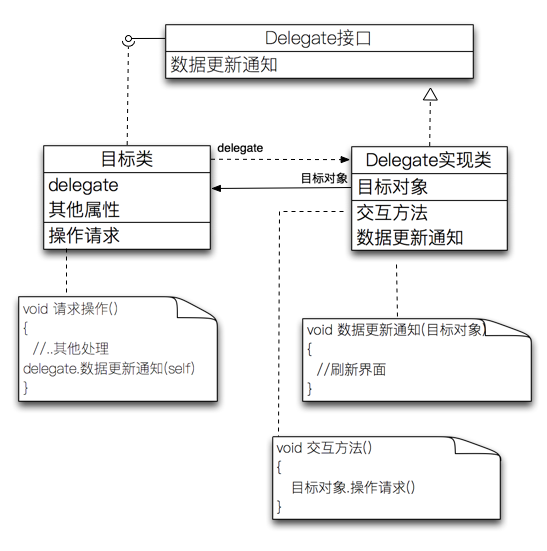 Delegate接口
数据更新通知
目标类
delegate
其他属性
操作请求
delegate
目标对象
Delegate实现类
目标对象
交互方法
数据更新通知
void 请求操作()
{
//..其他处理
delegate.数据更新通知(self)
}
void 数据更新通知(目标对象)
{
//刷新界面
}
void 交互方法()
{
目标对象.操作请求()
}